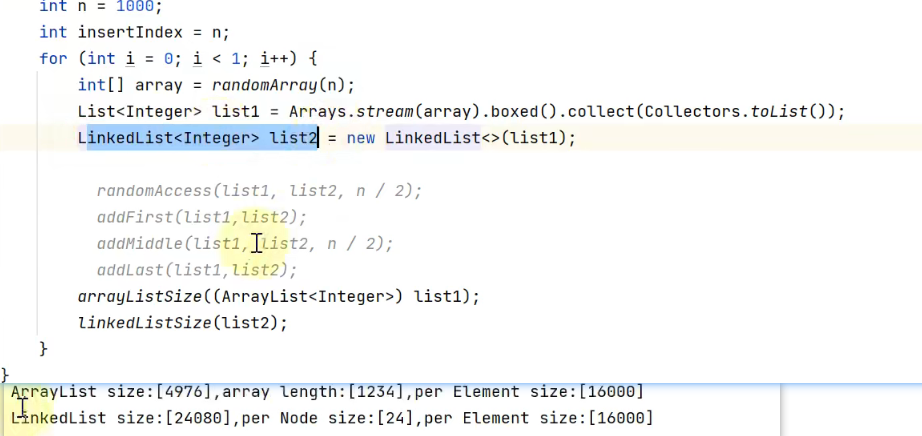 int n = 1000;
int insertIndex = n;
for (int i = 0; i < 1; i++) {
int[] array = randomArray(n);
List<Integer> list1 = Arrays.stream(array).boxed().collect(Collectors.toList());
LinkedList<Integer> list2 = new LinkedList<>(list1);
randomAccess(list1, list2, n / 2);
addFirst(list1,list2);
addMiddle(list1, list2, n / 2);
addLast(list1,list2);
arrayListSize((ArrayList<Integer>) list1);
linkedListSize(list2);
}
}
ArrayList size:[4976],array length:[1234],per Element size:[16000]
LinkedList size:[24080],per Node size:[24],per Element size:[16000]